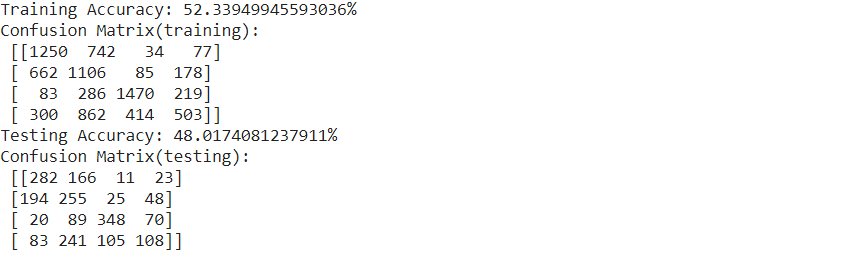 Training Accuracy: 52.33949945593036%
Confusion Matrix(training):
[[1250 742 34 77]
[ 662 1106 85 178]
[ 83 286 1470 219]
[ 300 862 414 503]]
Testing Accuracy: 48.0174081237911%
Confusion Matrix(testing):
[[282 166 11 23]
[194 255 25 48]
[ 20 89 348 70]
[ 83 241 105 108]]